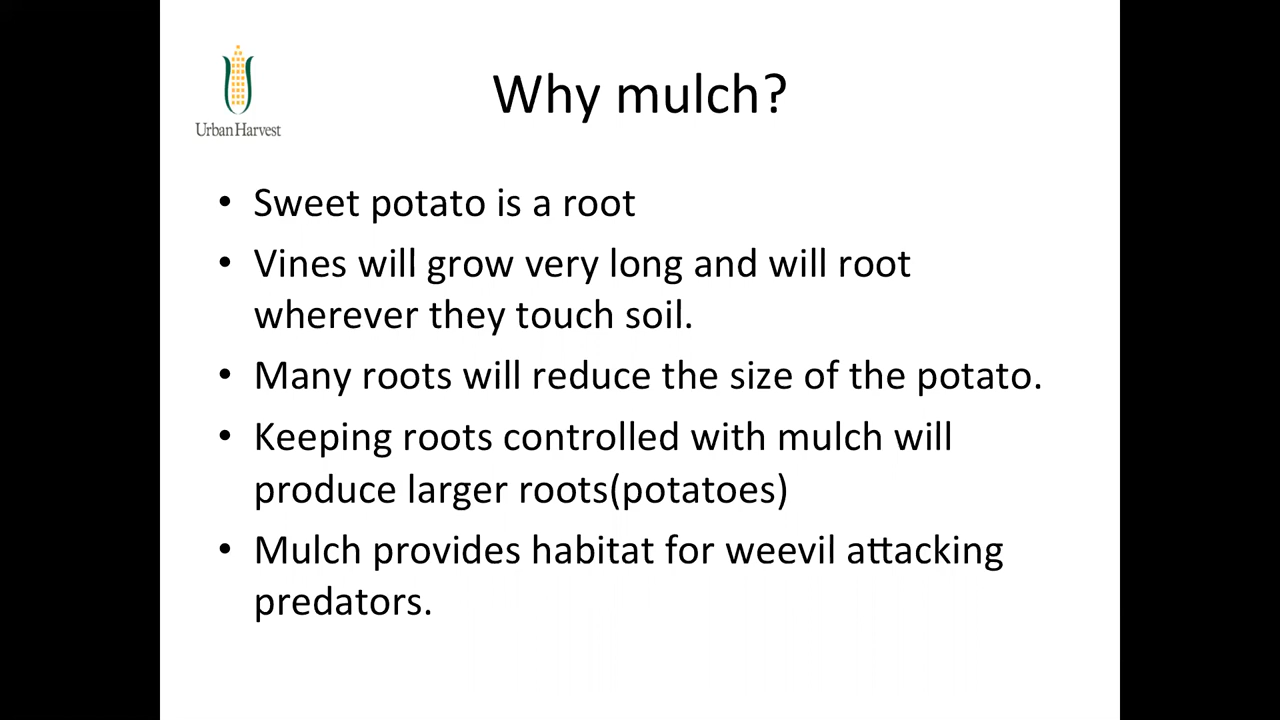 Urban Harvest
Why mulch?
• Sweet potato is a root
• Vines will grow very long and will root
wherever they touch soil.
• Many roots will reduce the size of the potato.
• Keeping roots controlled with mulch will
produce larger roots(potatoes)
• Mulch provides habitat for weevil attacking
predators.